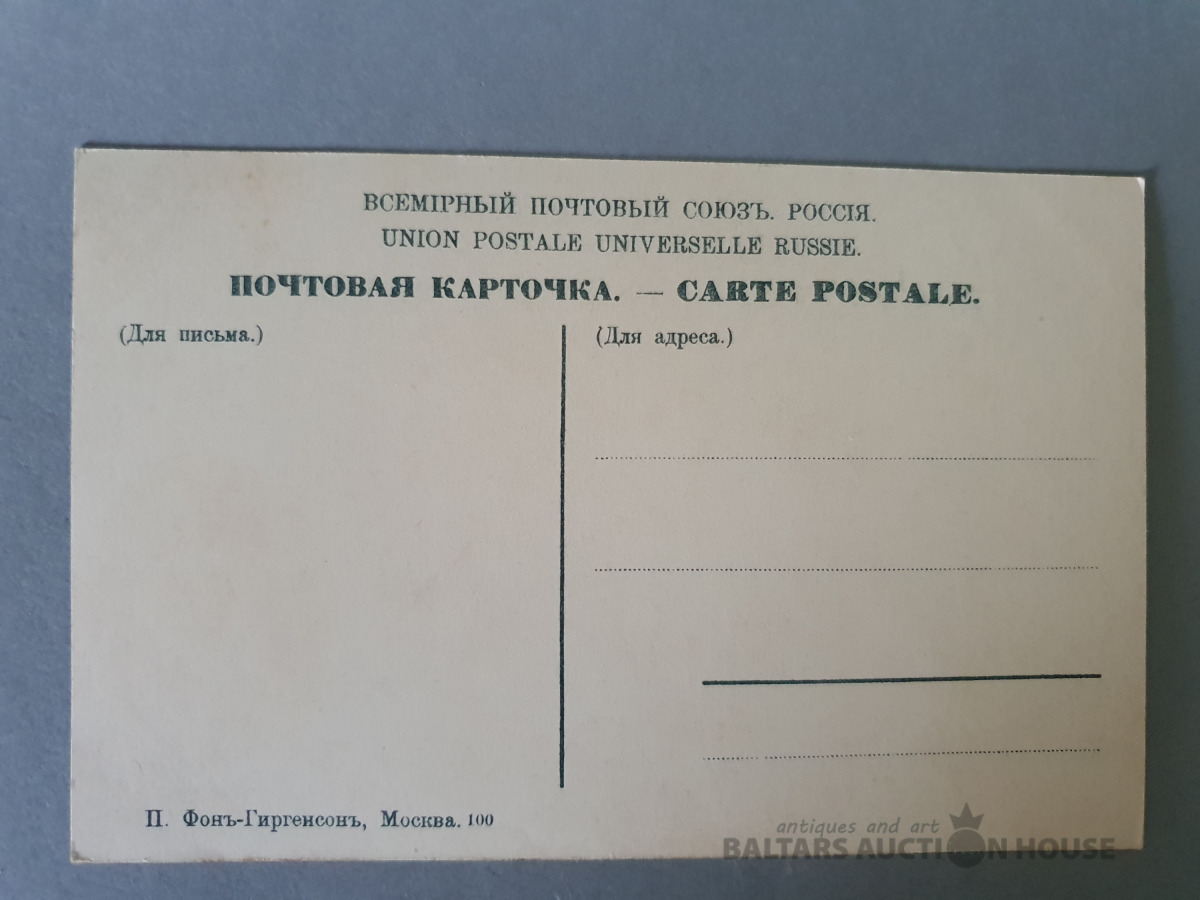 ВСЕМІРНЫЙ ПОЧТОВЫЙ СОЮЗЪ. РОССІЯ.
UNION POSTALE UNIVERSELLE RUSSIE.
ПОЧТОВАЯ КАРТОЧКА. — CARTE POSTALE.
(Для письма.)
(Для адреса.)
П. Фонъ-Гиргенсонъ, Москва. 100
antiques and art
BALTARS AUCTION HOUSE